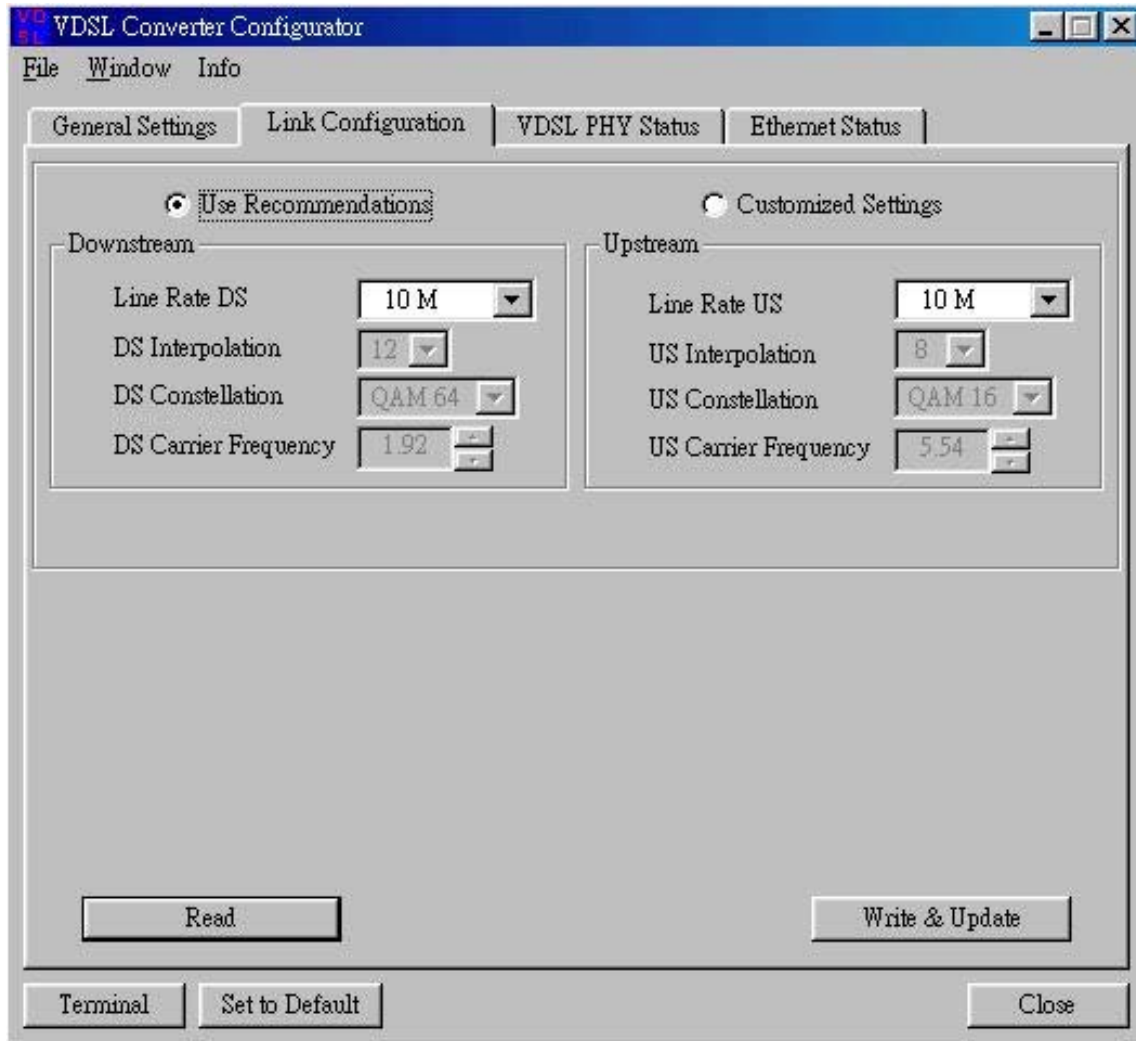 VD
SL
VDSL Converter Configurator
File Window Info
General Settings Link Configuration VDSL PHY Status Ethernet Status
Use Recommendations Customized Settings
Downstream
Line Rate DS 10 M
DS Interpolation 12
DS Constellation QAM 64
DS Carrier Frequency 1.92
Upstream
Line Rate US 10 M
US Interpolation 8
US Constellation QAM 16
US Carrier Frequency 5.54
Read Write & Update
Terminal Set to Default Close